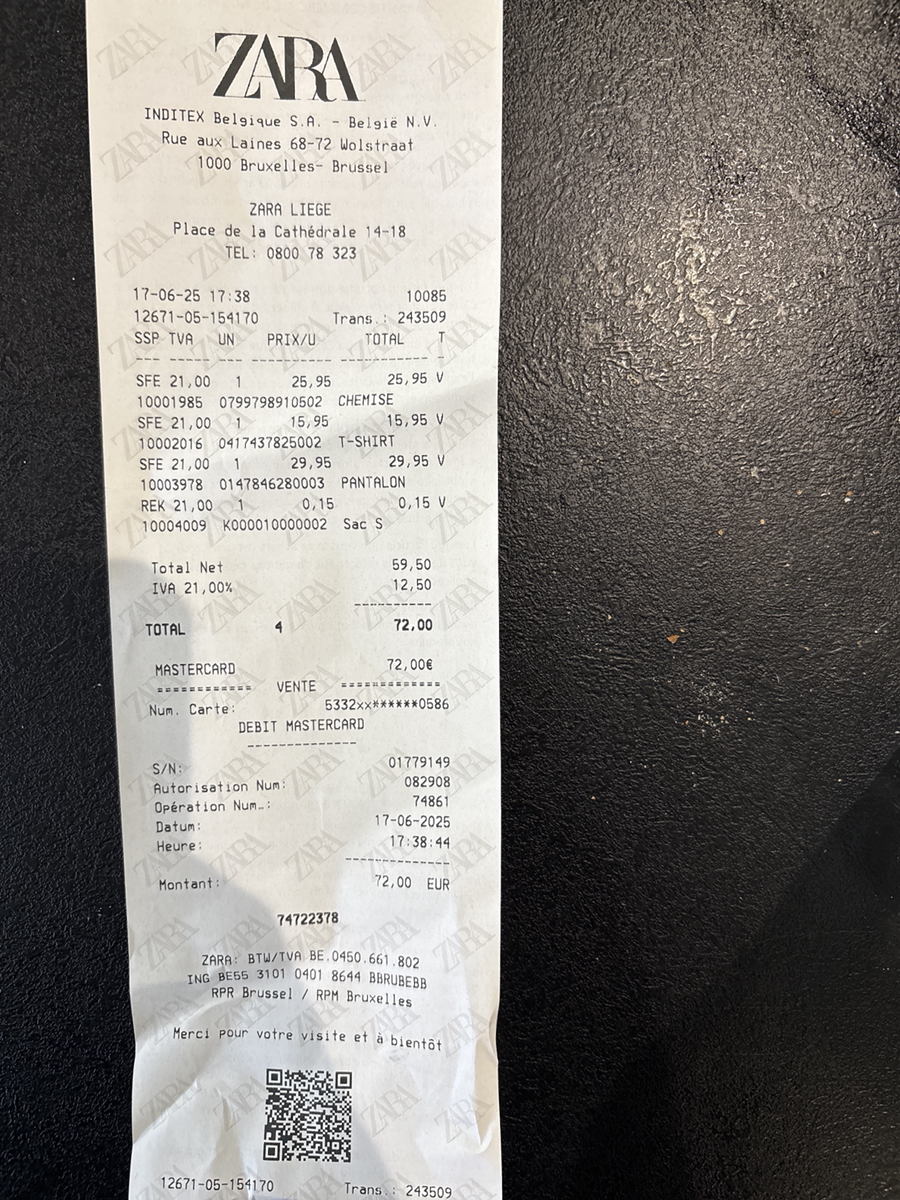 ZARA
INDITEX Belgique S.A. - België N.V.
Rue aux Laines 68-72 Wolstraat
1000 Bruxelles- Brussel
ZARA LIEGE
Place de la Cathédrale 14-18
TEL: 0800 78 323
17-06-25 17:38 10085
12671-05-154170 Trans.: 243509
SSP TVA UN PRIX/U TOTAL T
--- ------ --- -------- ----------- -
SFE 21,00 1 25,95 25,95 V
10001985 0799798910502 CHEMISE
SFE 21,00 1 15,95 15,95 V
10002016 0417437825002 T-SHIRT
SFE 21,00 1 29,95 29,95 V
10003978 0147846280003 PANTALON
REK 21,00 1 0,15 0,15 V
10004009 K000010000002 Sac S
Total Net 59,50
IVA 21,00% 12,50
----------
TOTAL 4 72,00
MASTERCARD 72,00€
============ VENTE ============
Num. Carte: 5332xx******0586
DEBIT MASTERCARD
--------------
S/N: 01779149
Autorisation Num: 082908
Opération Num..: 74861
Datum: 17-06-2025
Heure: 17:38:44
-------------
Montant: 72,00 EUR
74722378
ZARA: BTW/TVA BE.0450.661.802
ING BE55 3101 0401 8644 BBRUBEBB
RPR Brussel / RPM Bruxelles
Merci pour votre visite et à bientôt
12671-05-154170 Trans.: 243509